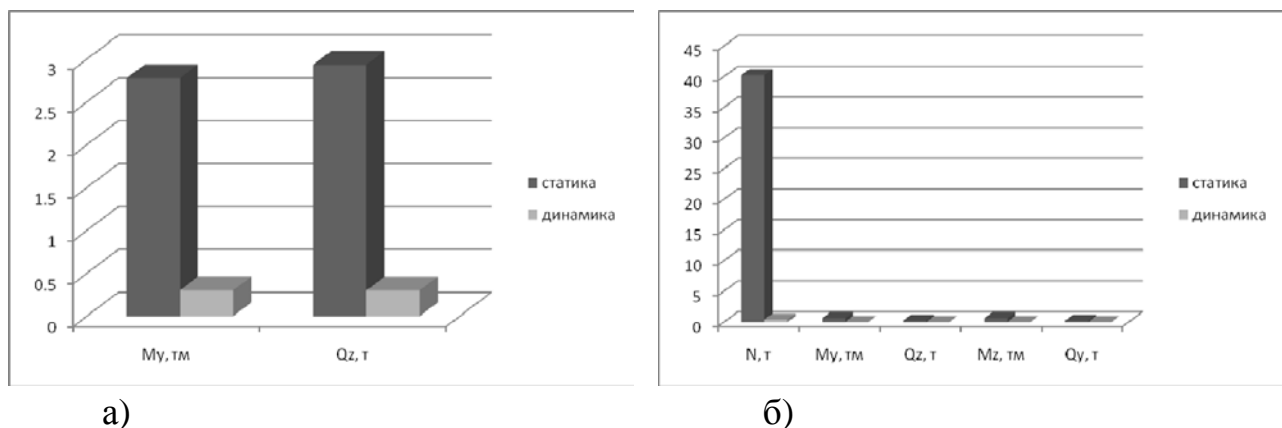 3
2.5
2
1.5
1
0.5
0
My, тм
Qz, т
статика
динамика
45
40
35
30
25
20
15
10
5
0
N, т
My, тм
Qz, т
Mz, тм
Qy, т
статика
динамика
а)
б)